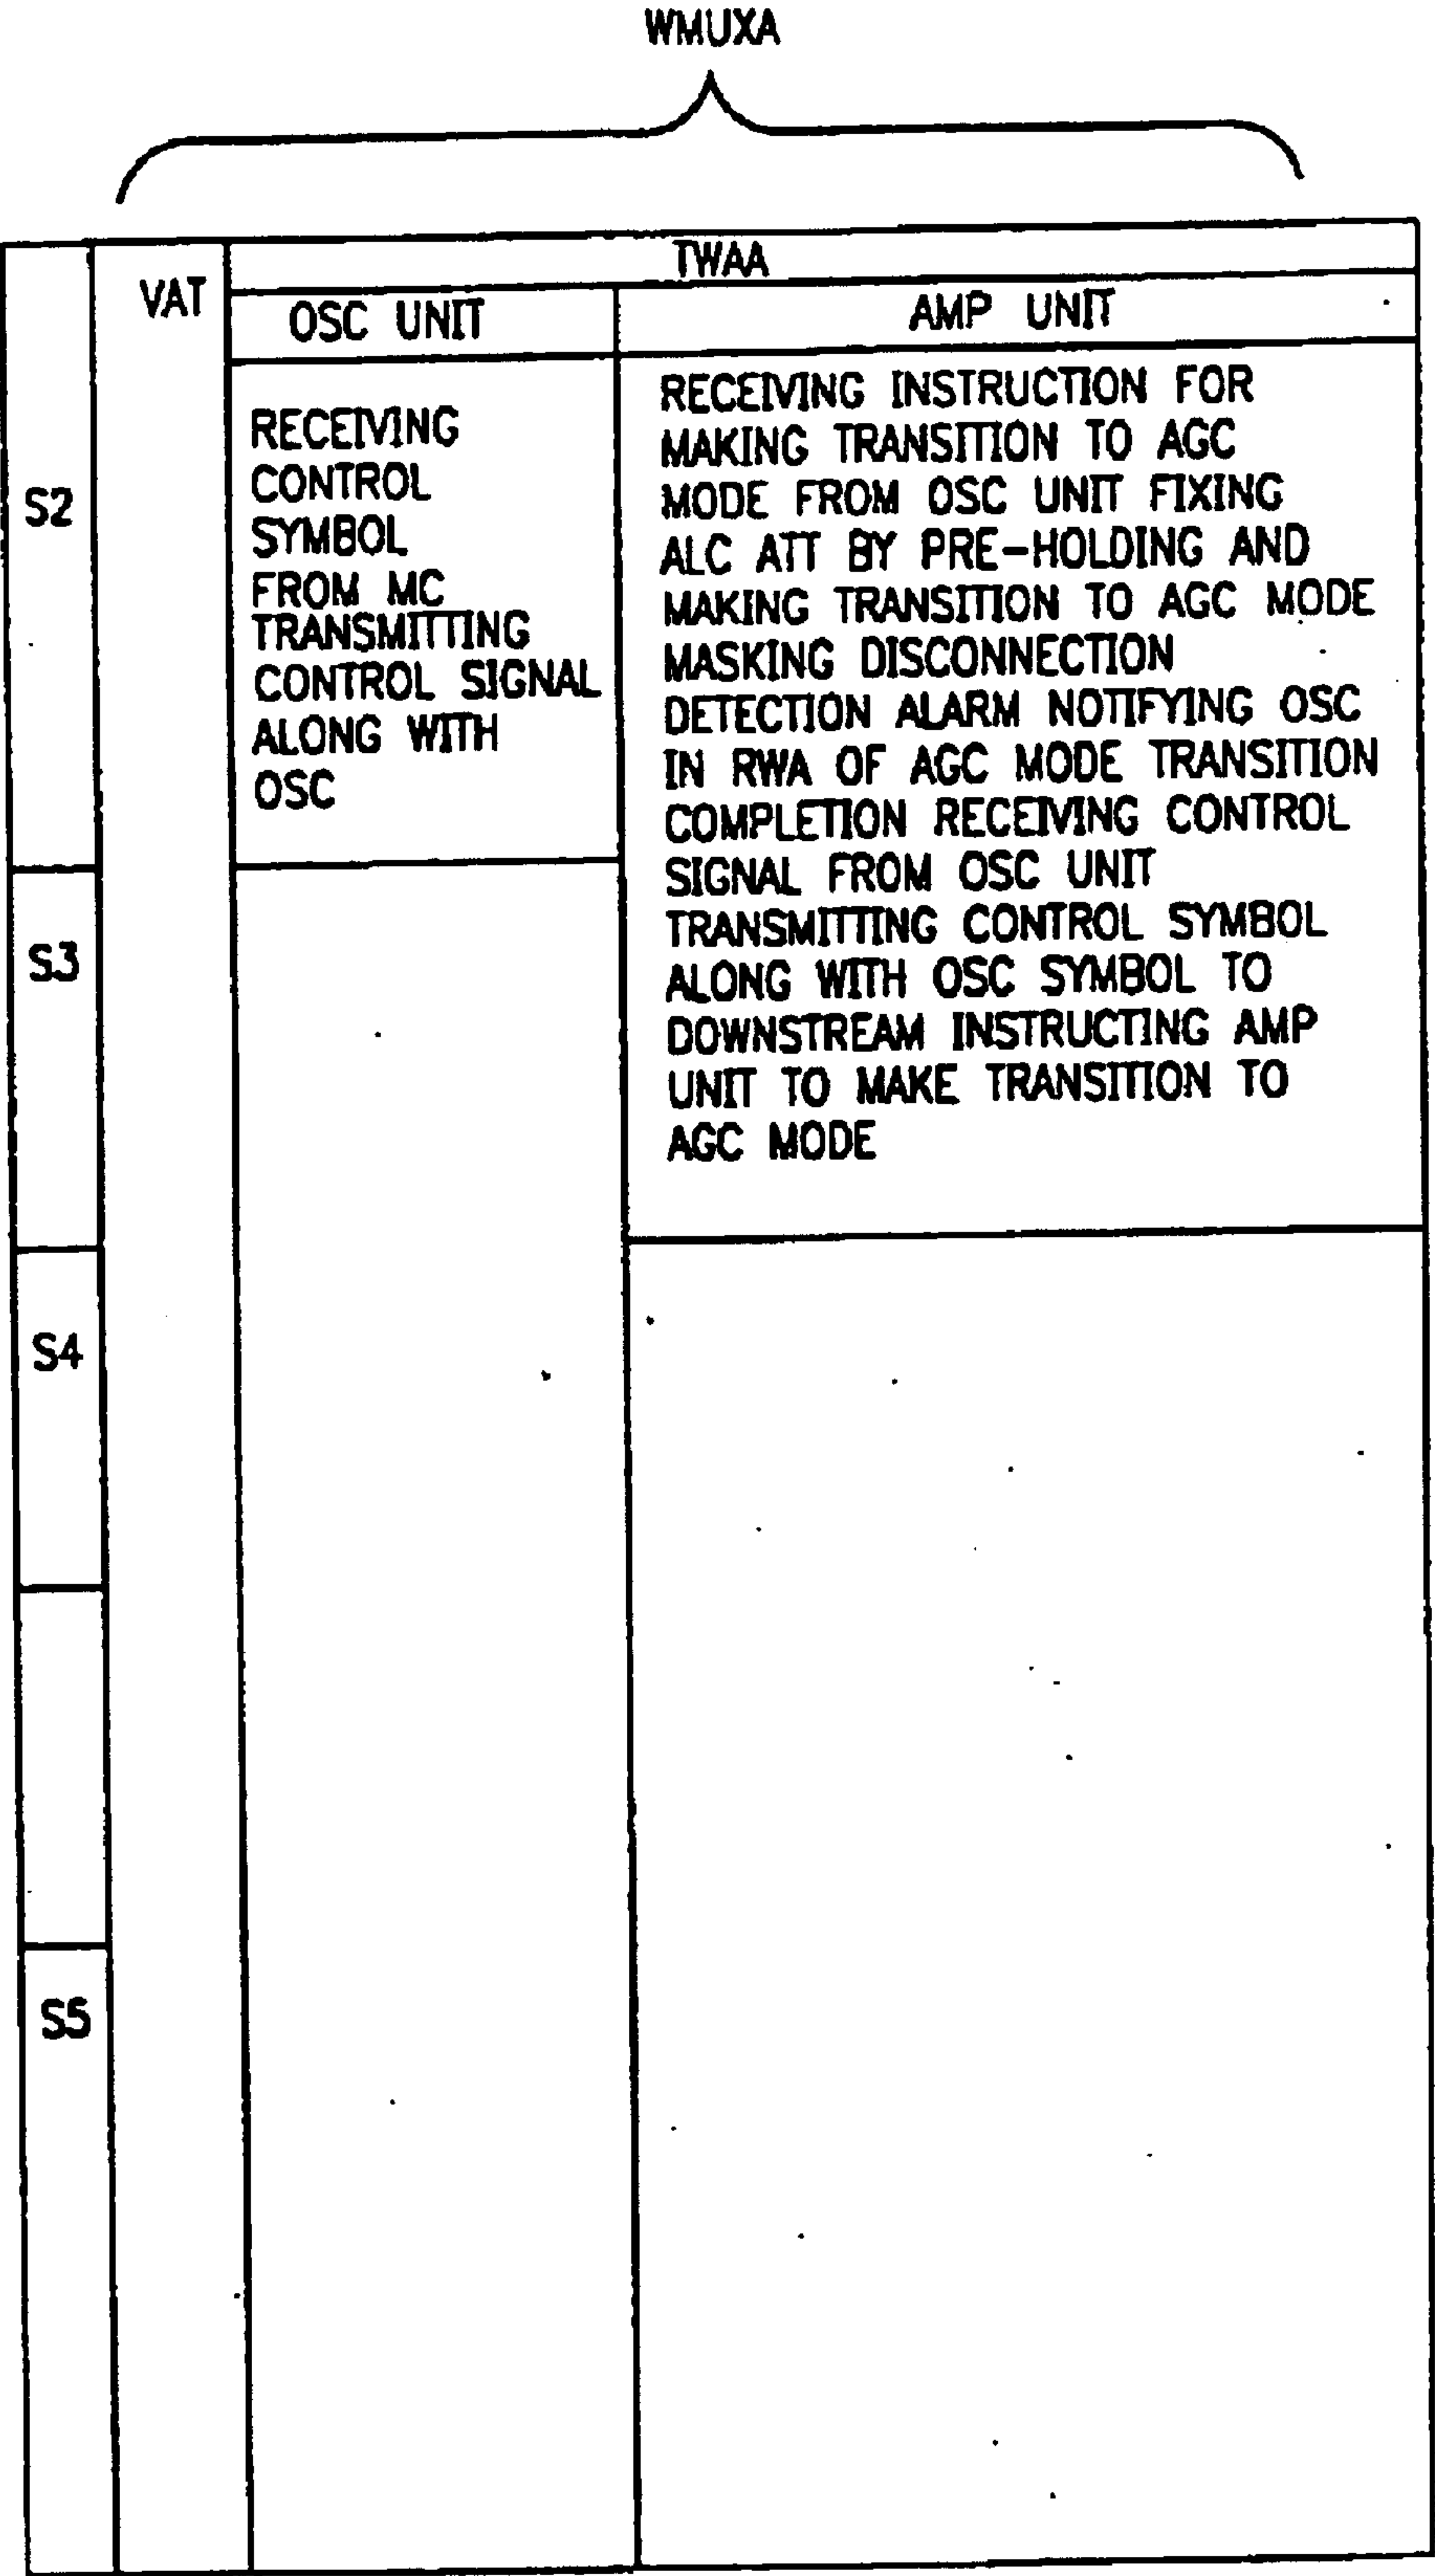 WMUXA
TWAA
VAT
OSC UNIT
AMP UNIT
S2
RECEIVING
CONTROL
SYMBOL
FROM MC
TRANSMITTING
CONTROL SIGNAL
ALONG WITH
OSC
RECEIVING INSTRUCTION FOR
MAKING TRANSITION TO AGC
MODE FROM OSC UNIT FIXING
ALC ATT BY PRE-HOLDING AND
MAKING TRANSITION TO AGC MODE
MASKING DISCONNECTION
DETECTION ALARM NOTIFYING OSC
IN RWA OF AGC MODE TRANSITION
COMPLETION RECEIVING CONTROL
SIGNAL FROM OSC UNIT
TRANSMITTING CONTROL SYMBOL
ALONG WITH OSC SYMBOL TO
DOWNSTREAM INSTRUCTING AMP
UNIT TO MAKE TRANSITION TO
AGC MODE
S3
S4
S5